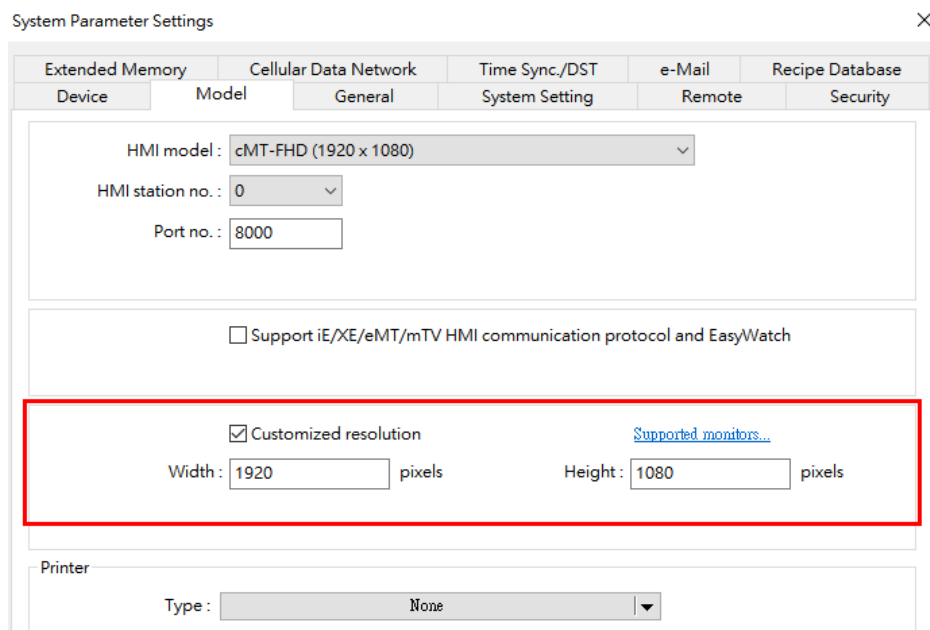 System Parameter Settings
Extended Memory Cellular Data Network Time Sync./DST e-Mail Recipe Database
Device Model General System Setting Remote Security
HMI model : cMT-FHD (1920 x 1080)
HMI station no. : 0
Port no. : 8000
Support iE/XE/eMT/mTV HMI communication protocol and EasyWatch
Customized resolution Supported monitors...
Width : 1920 pixels Height : 1080 pixels
Printer
Type : None